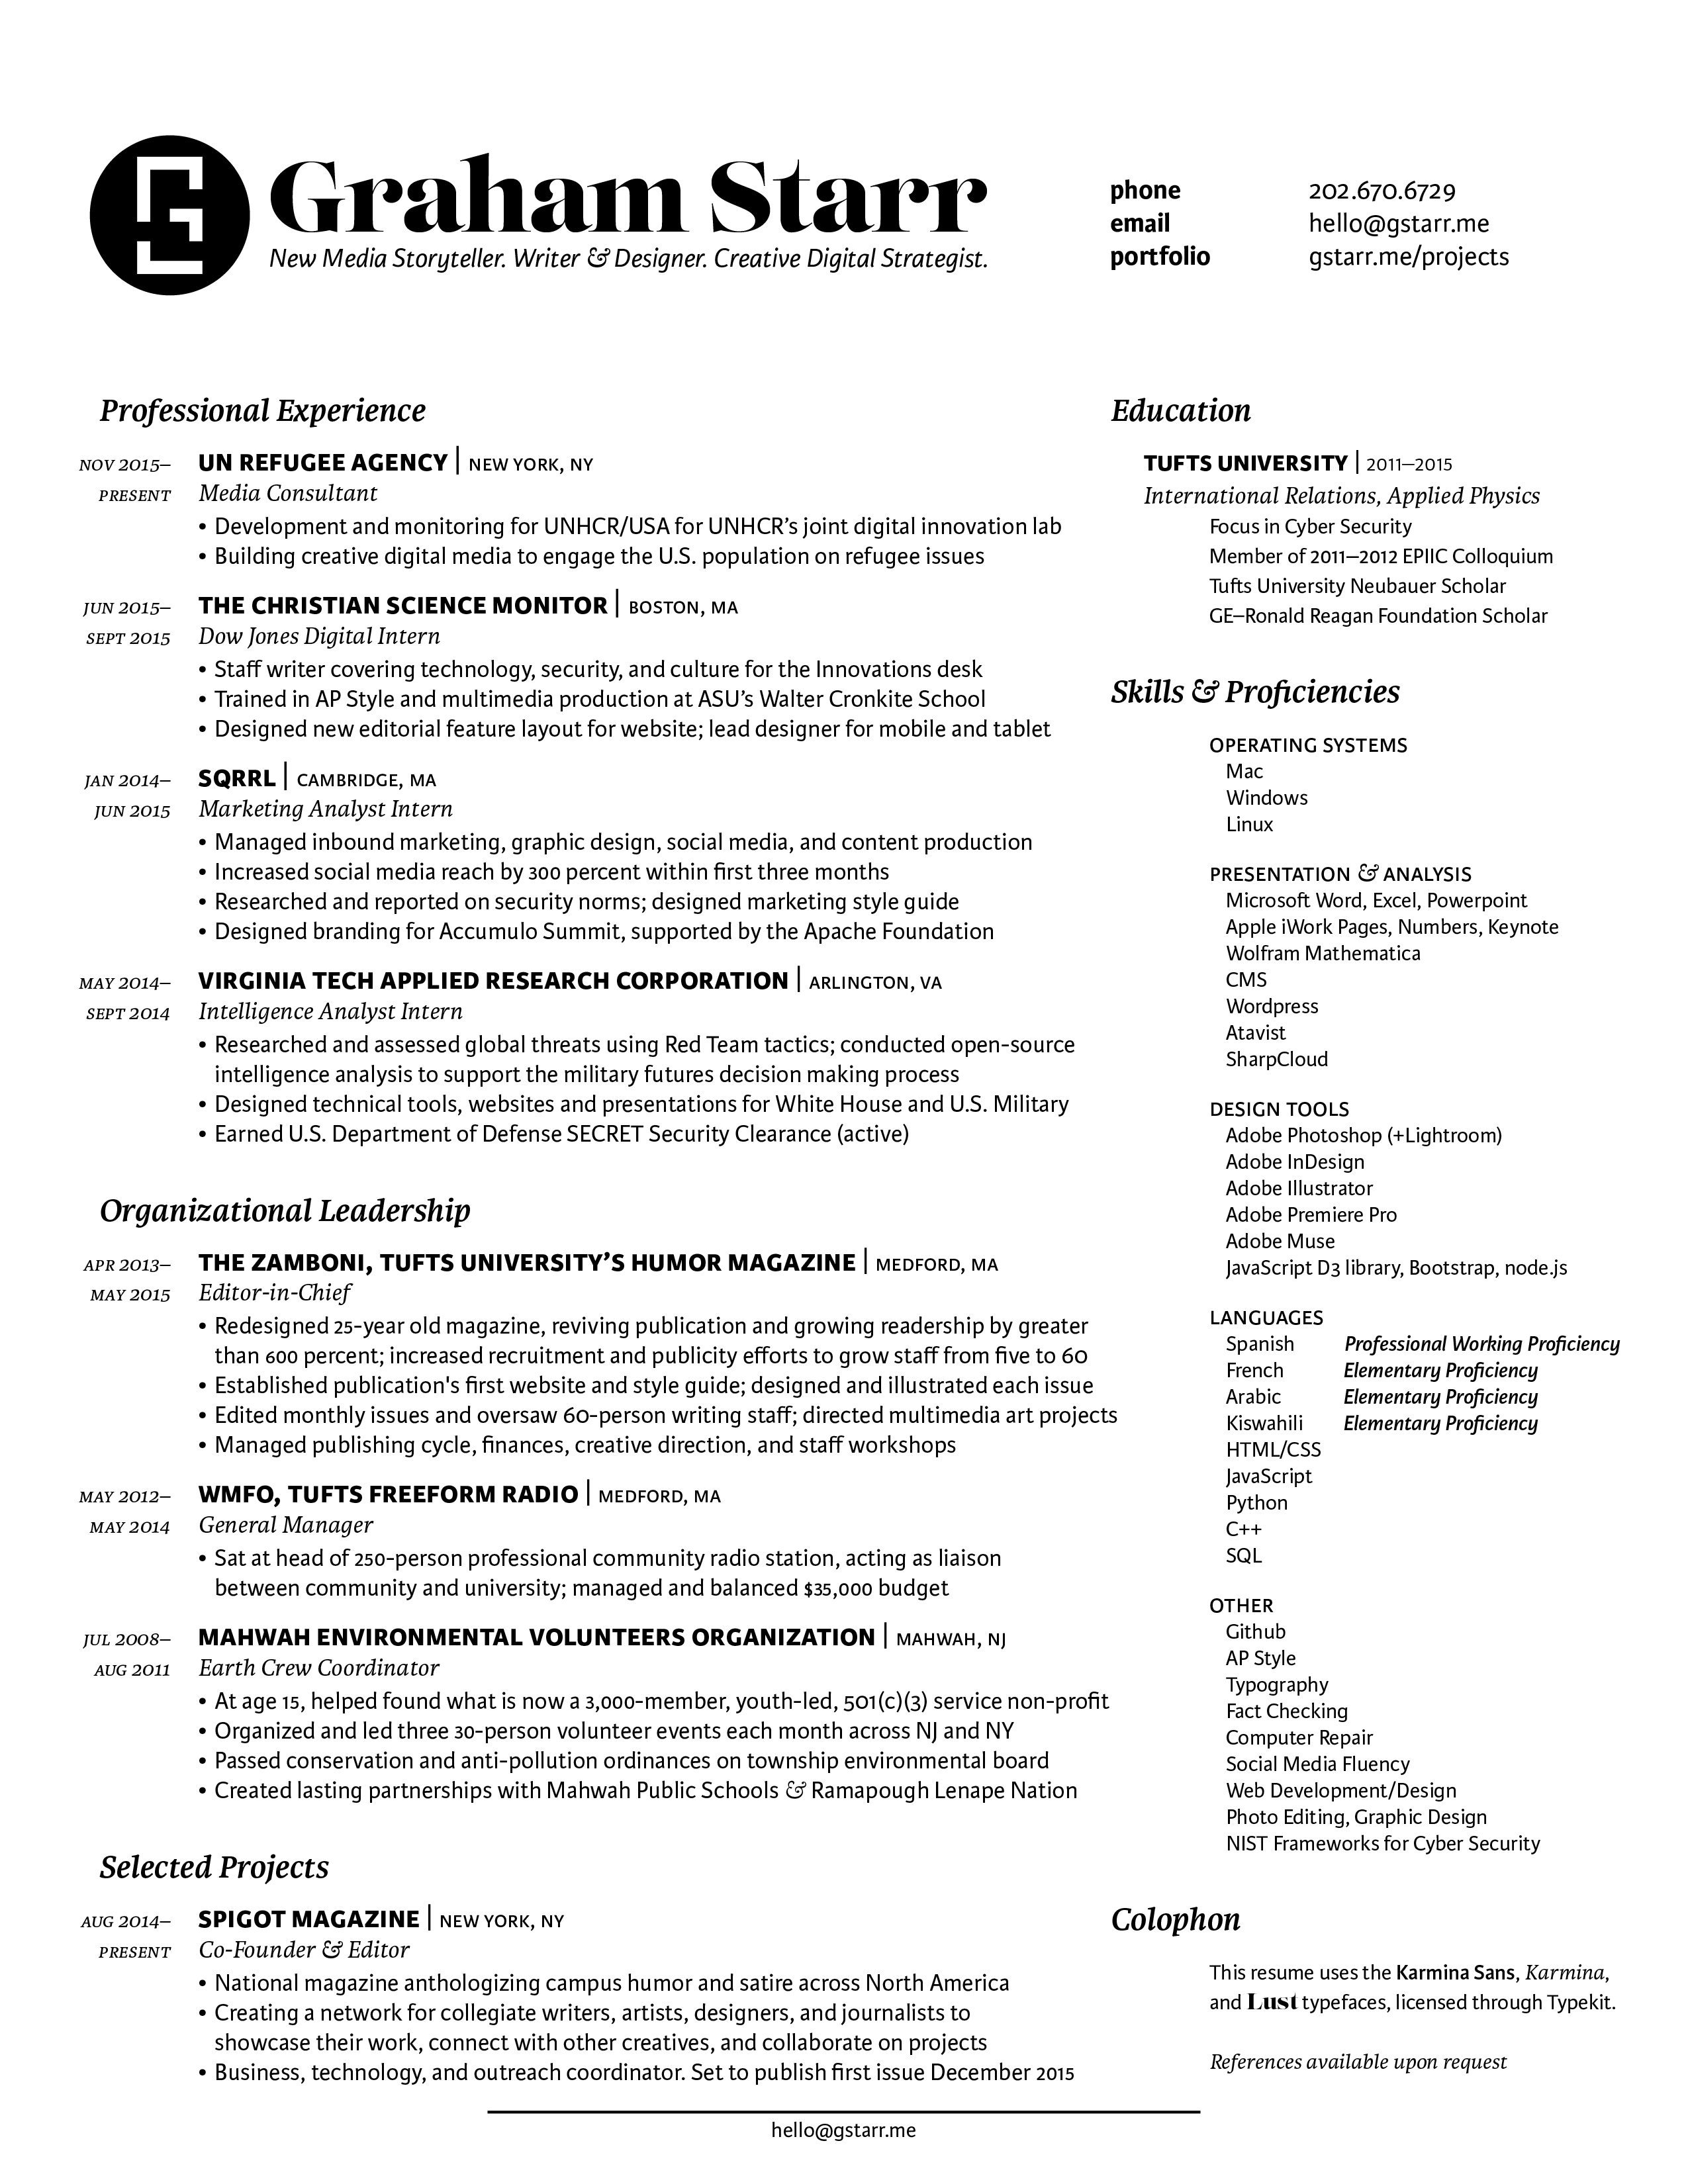 Graham Starr
New Media Storyteller. Writer & Designer. Creative Digital Strategist.
phone 202.670.6729
email hello@gstarr.me
portfolio gstarr.me/projects
Professional Experience
NOV 2015–
PRESENT
UN REFUGEE AGENCY | NEW YORK, NY
Media Consultant
• Development and monitoring for UNHCR/USA for UNHCR’s joint digital innovation lab
• Building creative digital media to engage the U.S. population on refugee issues
JUN 2015–
SEPT 2015
THE CHRISTIAN SCIENCE MONITOR | BOSTON, MA
Dow Jones Digital Intern
• Staff writer covering technology, security, and culture for the Innovations desk
• Trained in AP Style and multimedia production at ASU’s Walter Cronkite School
• Designed new editorial feature layout for website; lead designer for mobile and tablet
JAN 2014–
JUN 2015
SQRRL | CAMBRIDGE, MA
Marketing Analyst Intern
• Managed inbound marketing, graphic design, social media, and content production
• Increased social media reach by 300 percent within first three months
• Researched and reported on security norms; designed marketing style guide
• Designed branding for Accumulo Summit, supported by the Apache Foundation
MAY 2014–
SEPT 2014
VIRGINIA TECH APPLIED RESEARCH CORPORATION | ARLINGTON, VA
Intelligence Analyst Intern
• Researched and assessed global threats using Red Team tactics; conducted open-source
intelligence analysis to support the military futures decision making process
• Designed technical tools, websites and presentations for White House and U.S. Military
• Earned U.S. Department of Defense SECRET Security Clearance (active)
Organizational Leadership
APR 2013–
MAY 2015
THE ZAMBONI, TUFTS UNIVERSITY’S HUMOR MAGAZINE | MEDFORD, MA
Editor-in-Chief
• Redesigned 25-year old magazine, reviving publication and growing readership by greater
than 600 percent; increased recruitment and publicity efforts to grow staff from five to 60
• Established publication's first website and style guide; designed and illustrated each issue
• Edited monthly issues and oversaw 60-person writing staff; directed multimedia art projects
• Managed publishing cycle, finances, creative direction, and staff workshops
MAY 2012–
MAY 2014
WMFO, TUFTS FREEFORM RADIO | MEDFORD, MA
General Manager
• Sat at head of 250-person professional community radio station, acting as liaison
between community and university; managed and balanced $35,000 budget
JUL 2008–
AUG 2011
MAHWAH ENVIRONMENTAL VOLUNTEERS ORGANIZATION | MAHWAH, NJ
Earth Crew Coordinator
• At age 15, helped found what is now a 3,000-member, youth-led, 501(c)(3) service non-profit
• Organized and led three 30-person volunteer events each month across NJ and NY
• Passed conservation and anti-pollution ordinances on township environmental board
• Created lasting partnerships with Mahwah Public Schools & Ramapough Lenape Nation
Selected Projects
AUG 2014–
PRESENT
SPIGOT MAGAZINE | NEW YORK, NY
Co-Founder & Editor
• National magazine anthologizing campus humor and satire across North America
• Creating a network for collegiate writers, artists, designers, and journalists to
showcase their work, connect with other creatives, and collaborate on projects
• Business, technology, and outreach coordinator. Set to publish first issue December 2015
Education
TUFTS UNIVERSITY | 2011–2015
International Relations, Applied Physics
Focus in Cyber Security
Member of 2011–2012 EPIIC Colloquium
Tufts University Neubauer Scholar
GE–Ronald Reagan Foundation Scholar
Skills & Proficiencies
OPERATING SYSTEMS
Mac
Windows
Linux
PRESENTATION & ANALYSIS
Microsoft Word, Excel, Powerpoint
Apple iWork Pages, Numbers, Keynote
Wolfram Mathematica
CMS
Wordpress
Atavist
SharpCloud
DESIGN TOOLS
Adobe Photoshop (+Lightroom)
Adobe InDesign
Adobe Illustrator
Adobe Premiere Pro
Adobe Muse
JavaScript D3 library, Bootstrap, node.js
LANGUAGES
Spanish Professional Working Proficiency
French Elementary Proficiency
Arabic Elementary Proficiency
Kiswahili Elementary Proficiency
HTML/CSS
JavaScript
Python
C++
SQL
OTHER
Github
AP Style
Typography
Fact Checking
Computer Repair
Social Media Fluency
Web Development/Design
Photo Editing, Graphic Design
NIST Frameworks for Cyber Security
Colophon
This resume uses the Karmina Sans, Karmina,
and Lust typefaces, licensed through Typekit.
References available upon request
hello@gstarr.me